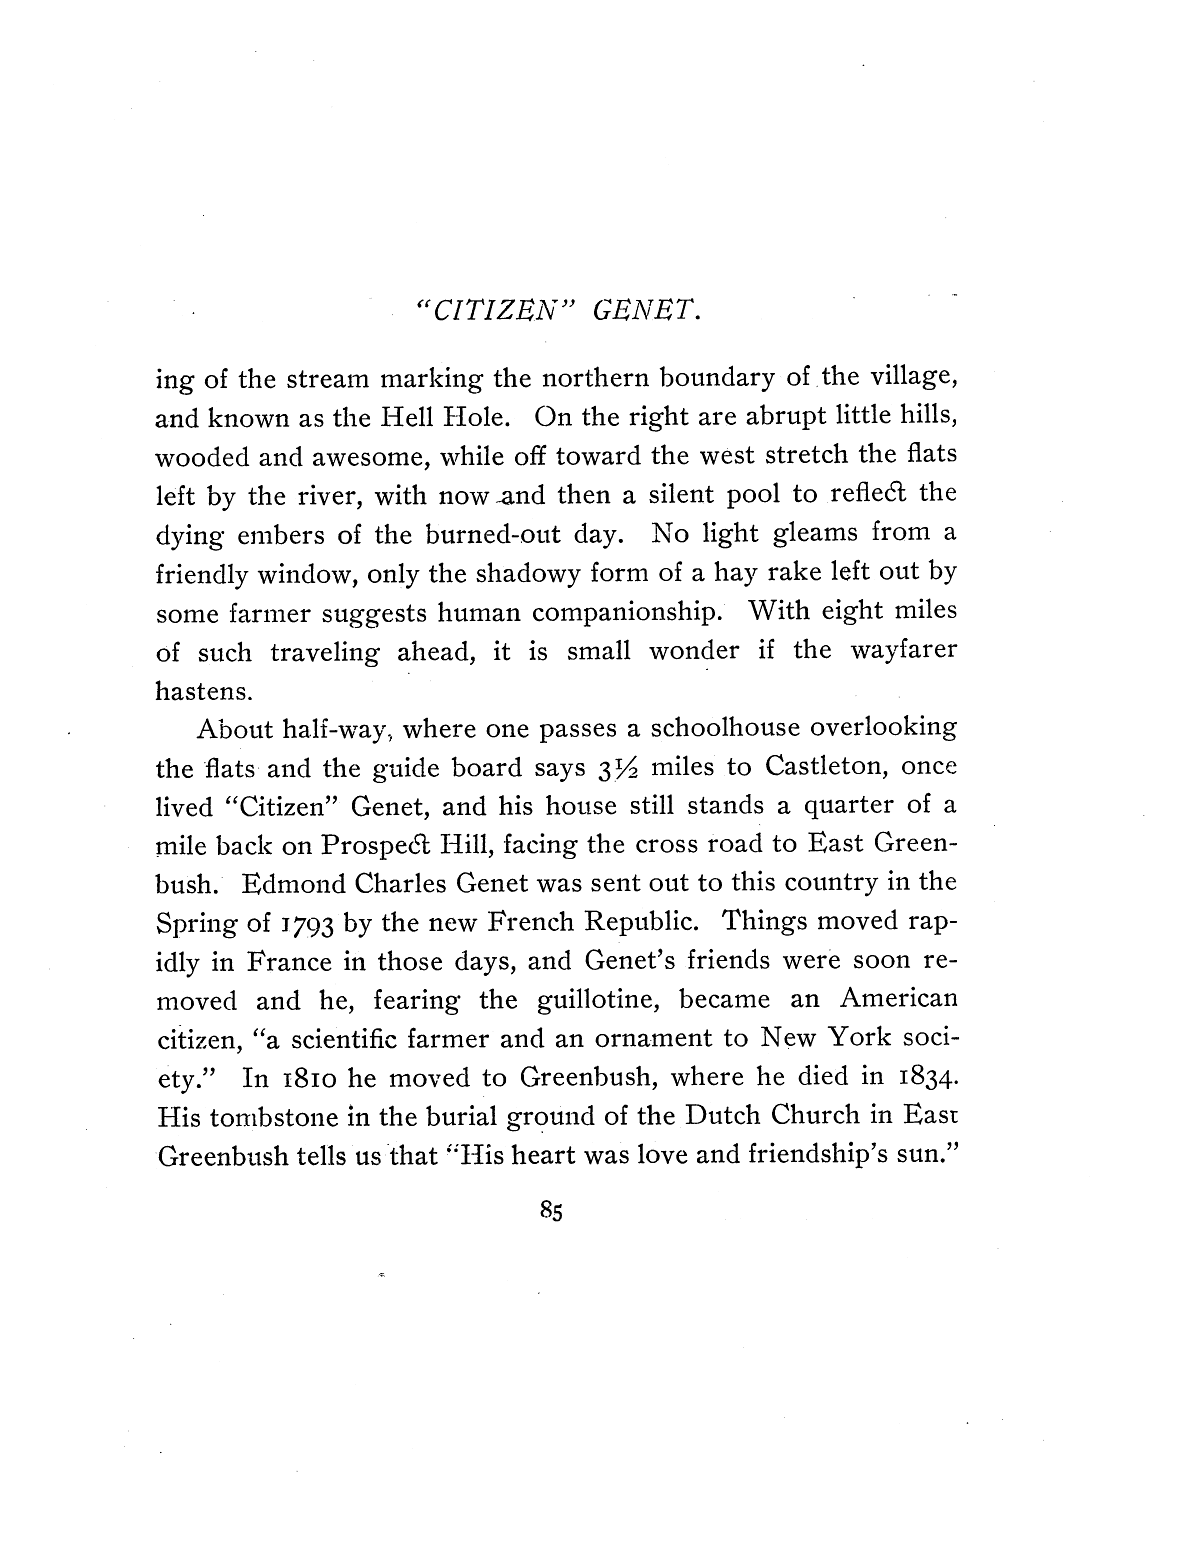 "CITIZEN" GENET.
ing of the stream marking the northern boundary of the village,
and known as the Hell Hole. On the right are abrupt little hills,
wooded and awesome, while off toward the west stretch the flats
left by the river, with now and then a silent pool to reflect the
dying embers of the burned-out day. No light gleams from a
friendly window, only the shadowy form of a hay rake left out by
some farmer suggests human companionship. With eight miles
of such traveling ahead, it is small wonder if the wayfarer
hastens.
About half-way, where one passes a schoolhouse overlooking
the flats and the guide board says 3½ miles to Castleton, once
lived "Citizen" Genet, and his house still stands a quarter of a
mile back on Prospect Hill, facing the cross road to East Green-
bush. Edmond Charles Genet was sent out to this country in the
Spring of 1793 by the new French Republic. Things moved rap-
idly in France in those days, and Genet's friends were soon re-
moved and he, fearing the guillotine, became an American
citizen, "a scientific farmer and an ornament to New York soci-
ety." In 1810 he moved to Greenbush, where he died in 1834.
His tombstone in the burial ground of the Dutch Church in East
Greenbush tells us that "His heart was love and friendship's sun."
85